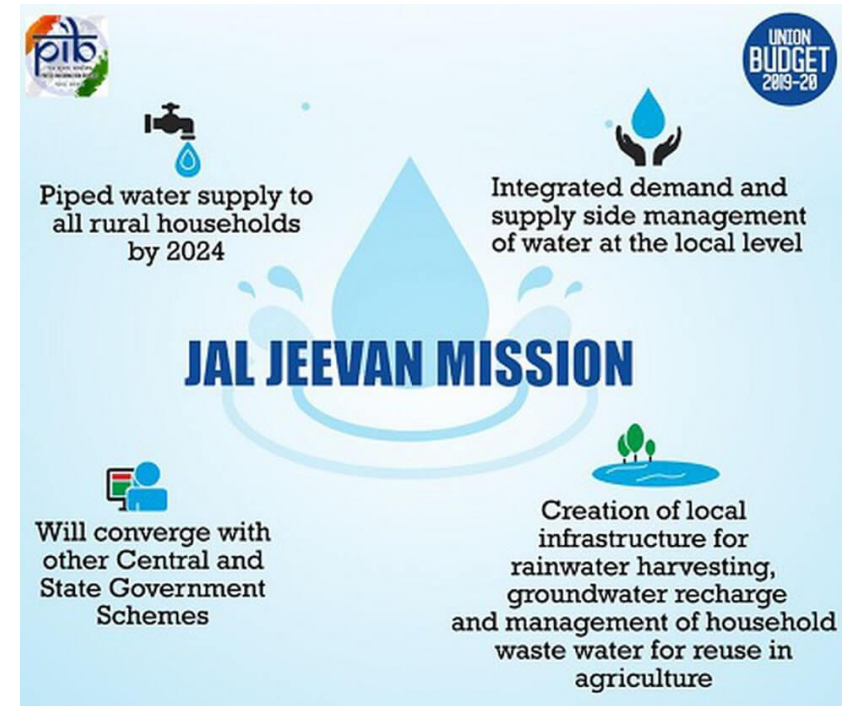 pib
UNION
BUDGET
2019-20
Piped water supply to
all rural households
by 2024
Integrated demand and
supply side management
of water at the local level
JAL JEEVAN MISSION
Will converge with
other Central and
State Government
Schemes
Creation of local
infrastructure for
rainwater harvesting,
groundwater recharge
and management of household
waste water for reuse in
agriculture